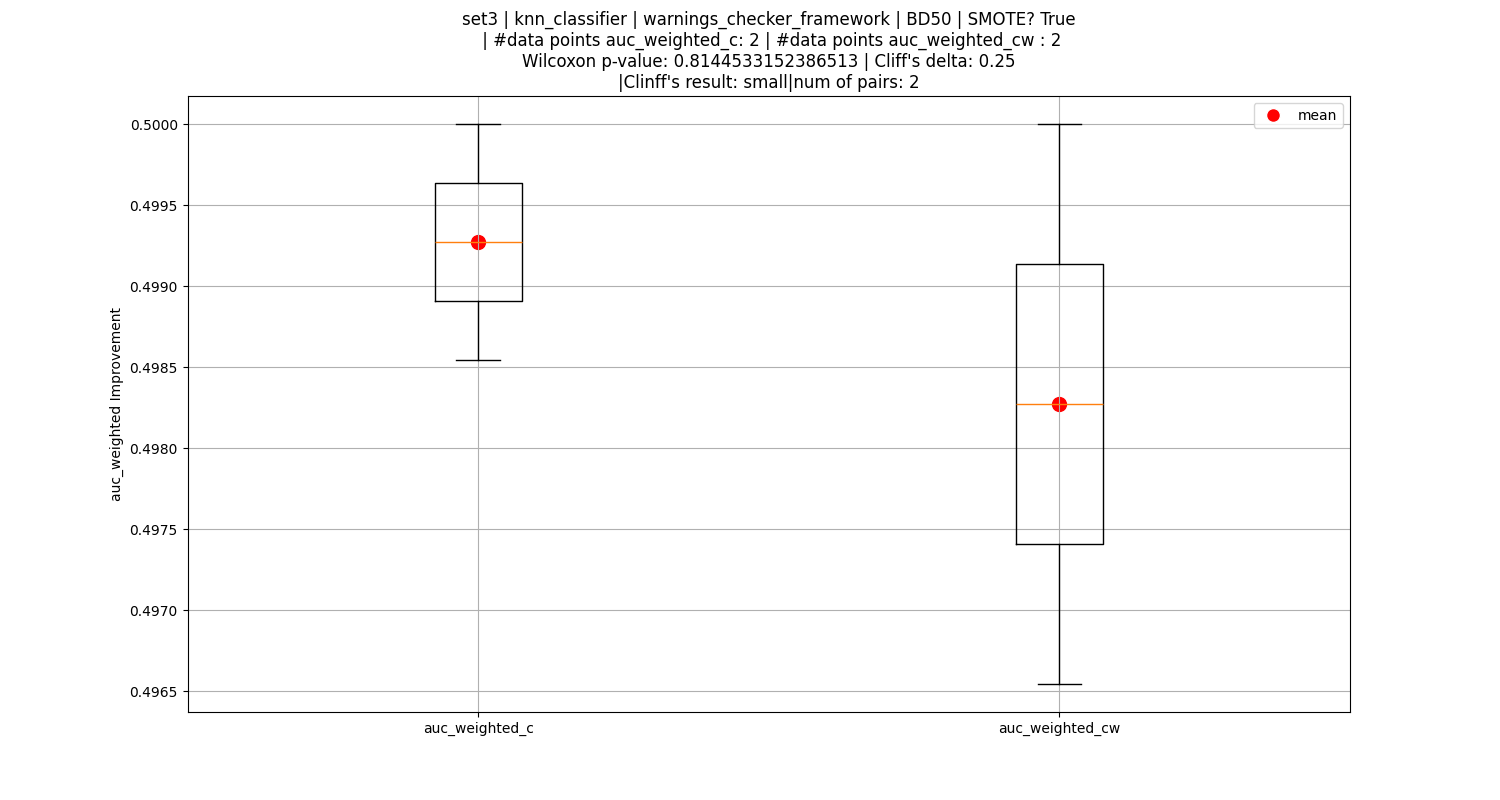 set3 | knn_classifier | warnings_checker_framework | BD50 | SMOTE? True
| #data points auc_weighted_c: 2 | #data points auc_weighted_cw : 2
Wilcoxon p-value: 0.8144533152386513 | Cliff's delta: 0.25
|Clinff's result: small|num of pairs: 2
mean
0.5000
0.4995
0.4990
0.4985
0.4980
0.4975
0.4970
0.4965
auc_weighted Improvement
auc_weighted_c
auc_weighted_cw